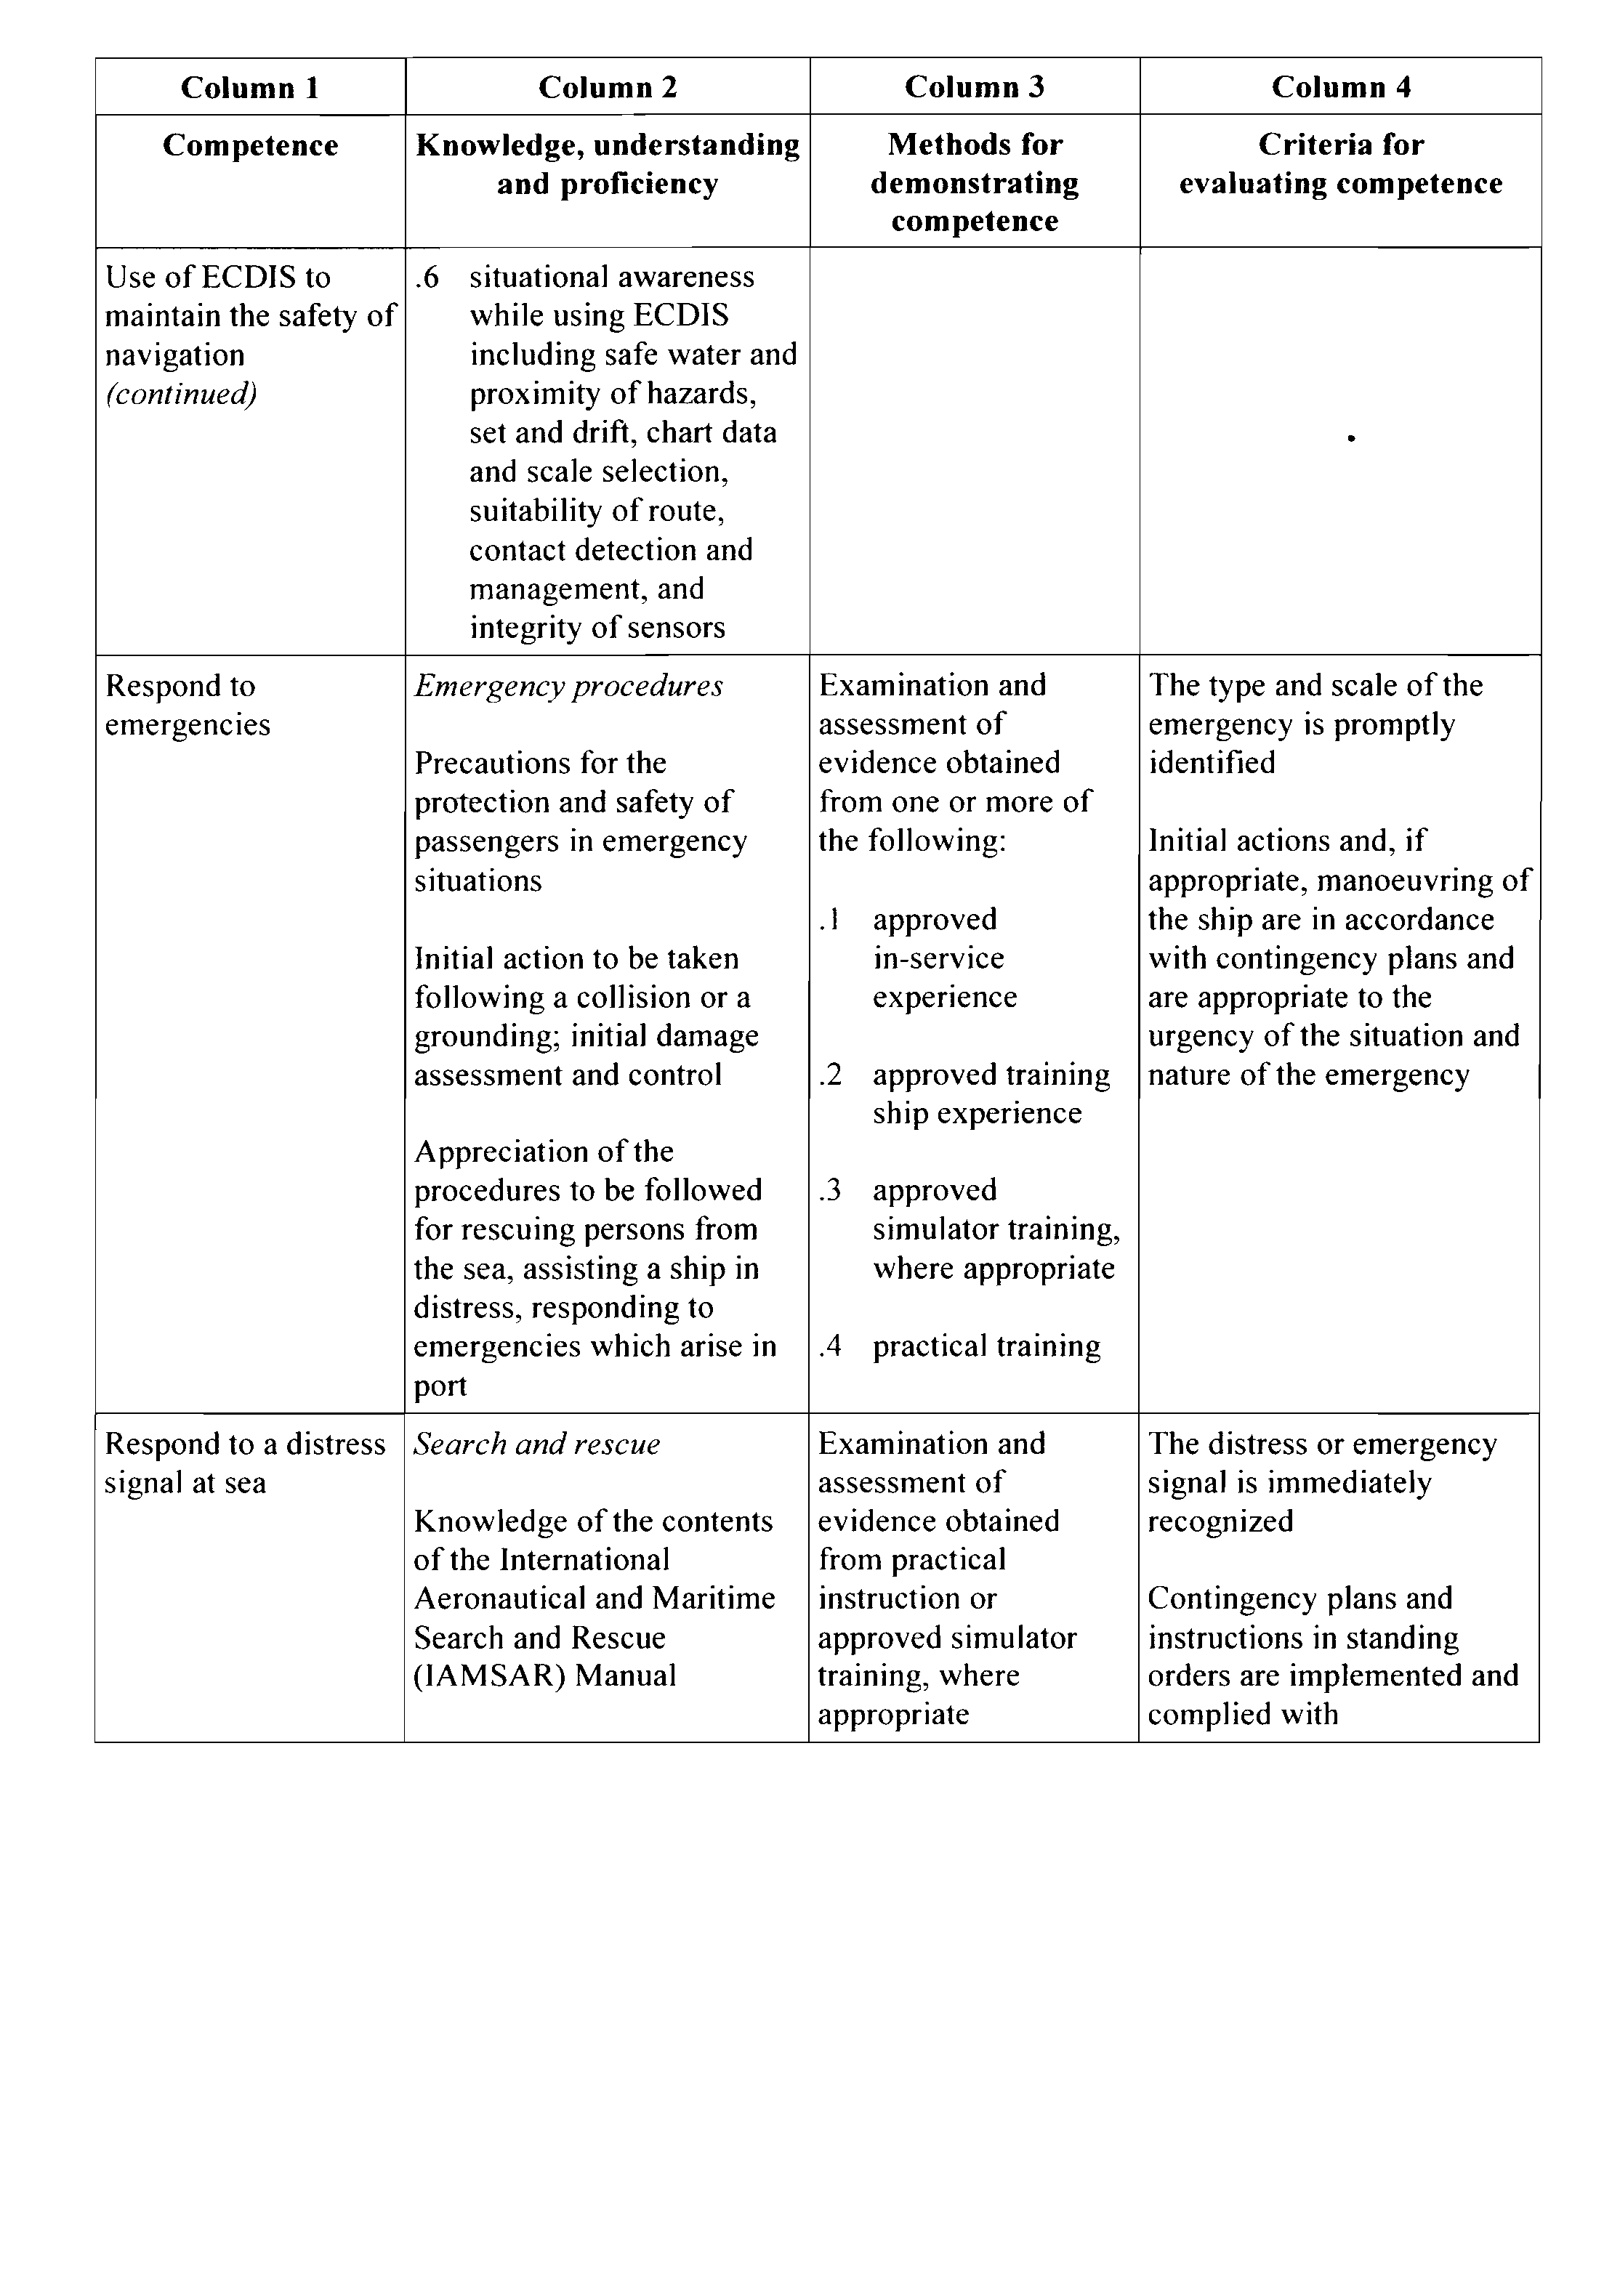 Column 1
Column 2
Column 3
Column 4
Competence
Knowledge, understanding
and proficiency
Methods for
demonstrating
competence
Criteria for
evaluating competence
Use of ECDIS to
maintain the safety of
navigation
(continued)
.6 situational awareness
while using ECDIS
including safe water and
proximity of hazards,
set and drift, chart data
and scale selection,
suitability of route,
contact detection and
management, and
integrity of sensors
Respond to
emergencies
Emergency procedures
Precautions for the
protection and safety of
passengers in emergency
situations
Initial action to be taken
following a collision or a
grounding; initial damage
assessment and control
Appreciation of the
procedures to be followed
for rescuing persons from
the sea, assisting a ship in
distress, responding to
emergencies which arise in
port
Examination and
assessment of
evidence obtained
from one or more of
the following:
.1 approved
in-service
experience
.2 approved training
ship experience
.3 approved
simulator training,
where appropriate
.4 practical training
The type and scale of the
emergency is promptly
identified
Initial actions and, if
appropriate, manoeuvring of
the ship are in accordance
with contingency plans and
are appropriate to the
urgency of the situation and
nature of the emergency
Respond to a distress
signal at sea
Search and rescue
Knowledge of the contents
of the International
Aeronautical and Maritime
Search and Rescue
(IAMSAR) Manual
Examination and
assessment of
evidence obtained
from practical
instruction or
approved simulator
training, where
appropriate
The distress or emergency
signal is immediately
recognized
Contingency plans and
instructions in standing
orders are implemented and
complied with